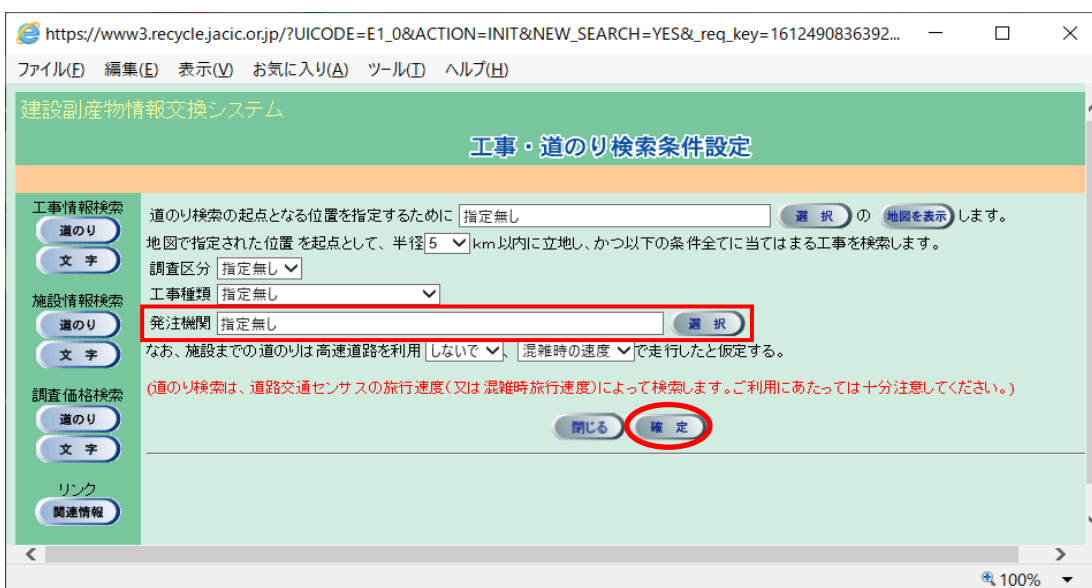 https://www3.recycle.jacic.or.jp/?UICODE=E1_0&ACTION=INIT&NEW_SEARCH=YES&_req_key=1612490836392...
ファイル(F) 編集(E) 表示(V) お気に入り(A) ツール(T) ヘルプ(H)
建設副産物情報交換システム
工事・道のり検索条件設定
工事情報検索
道のり
文 字
施設情報検索
道のり
文 字
調査価格検索
道のり
文 字
リンク
関連情報
道のり検索の起点となる位置を指定するために 指定無し 選 択 の 地図を表示 します。
地図で指定された位置 を起点として、半径 5 km以内に立地し、かつ以下の条件全てに当てはまる工事を検索します。
調査区分 指定無し
工事種類 指定無し
発注機関 指定無し 選 択
なお、施設までの道のりは高速道路を利用 しないで 、 混雑時の速度 で走行したと仮定する。
(道のり検索は、道路交通センサスの旅行速度(又は混雑時旅行速度)によって検索します。ご利用にあたっては十分注意してください。)
閉じる 確 定
100%